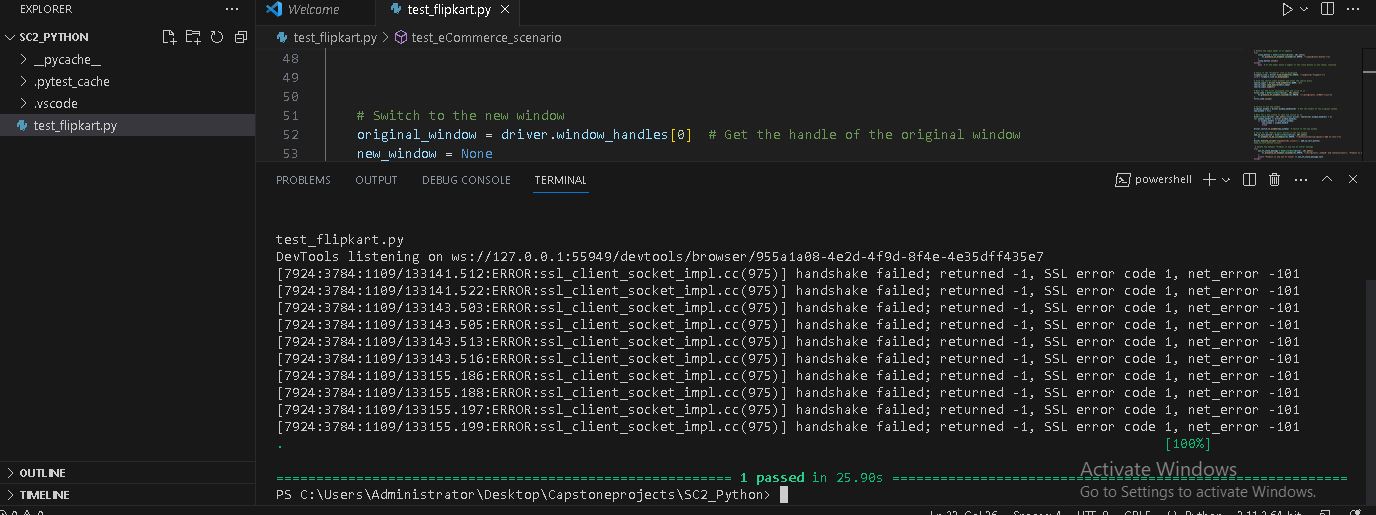 EXPLORER
Welcome
test_flipkart.py
SC2_PYTHON
__pycache__
.pytest_cache
.vscode
test_flipkart.py
test_flipkart.py > test_eCommerce_scenario
48
49
50
51 # Switch to the new window
52 original_window = driver.window_handles[0] # Get the handle of the original window
53 new_window = None
PROBLEMS OUTPUT DEBUG CONSOLE TERMINAL
powershell
test_flipkart.py
DevTools listening on ws://127.0.0.1:55949/devtools/browser/955a1a08-4e2d-4f9d-8f4e-4e35dff435e7
[7924:3784:1109/133141.512:ERROR:ssl_client_socket_impl.cc(975)] handshake failed; returned -1, SSL error code 1, net_error -101
[7924:3784:1109/133141.522:ERROR:ssl_client_socket_impl.cc(975)] handshake failed; returned -1, SSL error code 1, net_error -101
[7924:3784:1109/133143.503:ERROR:ssl_client_socket_impl.cc(975)] handshake failed; returned -1, SSL error code 1, net_error -101
[7924:3784:1109/133143.505:ERROR:ssl_client_socket_impl.cc(975)] handshake failed; returned -1, SSL error code 1, net_error -101
[7924:3784:1109/133143.513:ERROR:ssl_client_socket_impl.cc(975)] handshake failed; returned -1, SSL error code 1, net_error -101
[7924:3784:1109/133143.516:ERROR:ssl_client_socket_impl.cc(975)] handshake failed; returned -1, SSL error code 1, net_error -101
[7924:3784:1109/133155.186:ERROR:ssl_client_socket_impl.cc(975)] handshake failed; returned -1, SSL error code 1, net_error -101
[7924:3784:1109/133155.188:ERROR:ssl_client_socket_impl.cc(975)] handshake failed; returned -1, SSL error code 1, net_error -101
[7924:3784:1109/133155.197:ERROR:ssl_client_socket_impl.cc(975)] handshake failed; returned -1, SSL error code 1, net_error -101
[7924:3784:1109/133155.199:ERROR:ssl_client_socket_impl.cc(975)] handshake failed; returned -1, SSL error code 1, net_error -101
. [100%]
1 passed in 25.90s
PS C:\Users\Administrator\Desktop\Capstoneprojects\SC2_Python>
OUTLINE
TIMELINE
Activate Windows
Go to Settings to activate Windows.